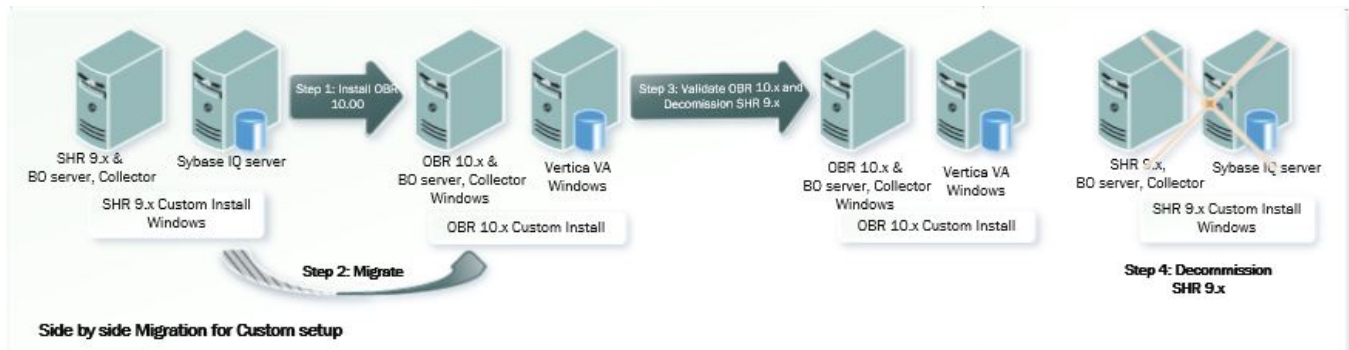 Step 1: Install OBR
10.00
Step 3: Validate OBR 10.x and
Decomission SHR 9.x
SHR 9.x &
BO server, Collector
Sybase IQ server
SHR 9.x Custom Install
Windows
OBR 10.x &
BO server, Collector
Windows
Vertica VA
Windows
OBR 10.x Custom Install
OBR 10.x &
BO server, Collector
Windows
Vertica VA
Windows
OBR 10.x Custom Install
SHR 9.x,
BO server, Collector
Sybase IQ server
SHR 9.x Custom Install
Windows
Step 2: Migrate
Step 4: Decommission
SHR 9.x
Side by side Migration for Custom setup